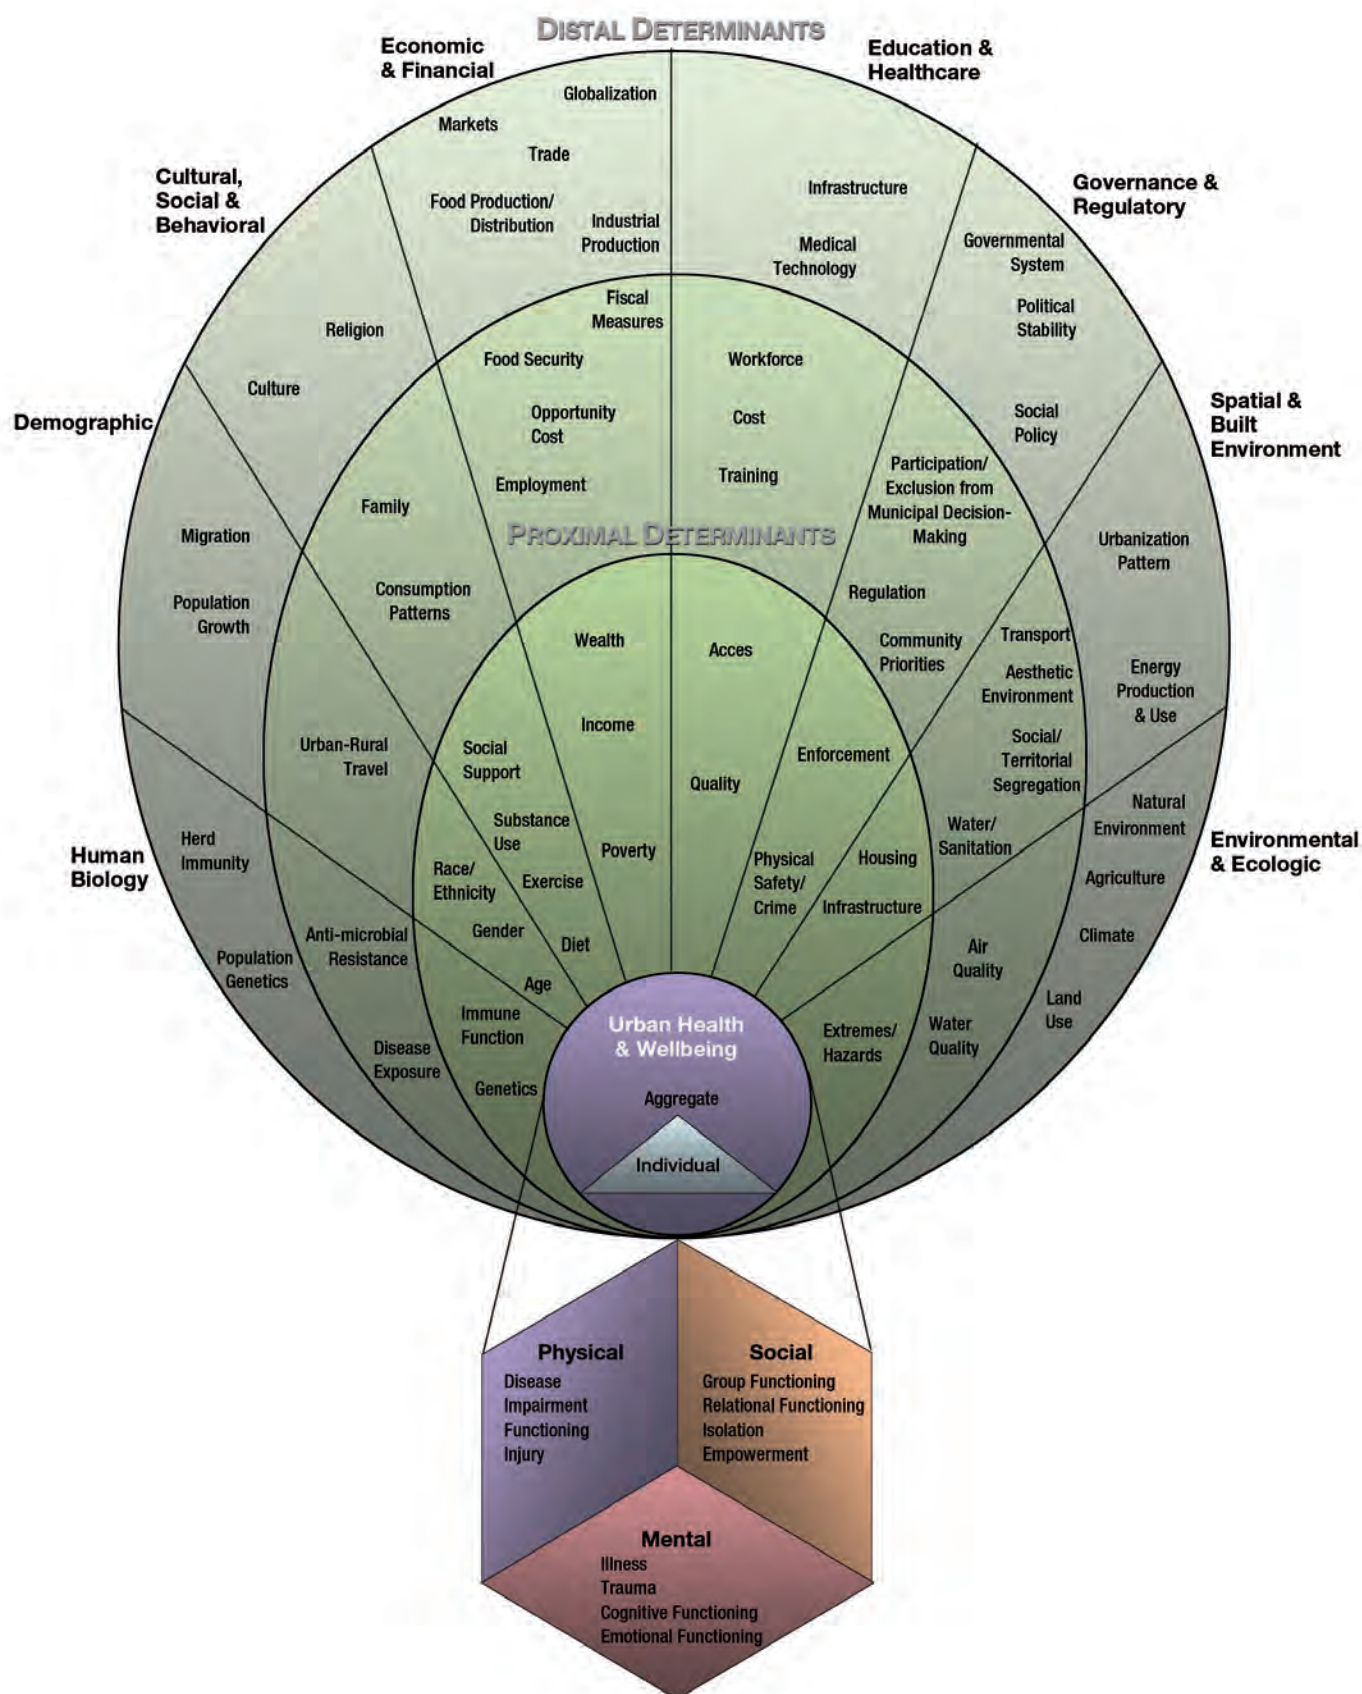 DISTAL DETERMINANTS
Economic
& Financial
Education &
Healthcare
Cultural,
Social &
Behavioral
Governance &
Regulatory
Demographic
Spatial &
Built
Environment
Human
Biology
Environmental
& Ecologic
Globalization
Markets
Trade
Food Production/
Distribution
Industrial
Production
Infrastructure
Medical
Technology
Governmental
System
Political
Stability
Social
Policy
Religion
Culture
Migration
Population
Growth
Urbanization
Pattern
Energy
Production
& Use
Herd
Immunity
Population
Genetics
Natural
Environment
Agriculture
Climate
Land
Use
Fiscal
Measures
Food Security
Opportunity
Cost
Employment
Workforce
Cost
Training
Participation/
Exclusion from
Municipal Decision-
Making
Regulation
Community
Priorities
Family
Consumption
Patterns
PROXIMAL DETERMINANTS
Transport
Aesthetic
Environment
Social/
Territorial
Segregation
Water/
Sanitation
Urban-Rural
Travel
Anti-microbial
Resistance
Disease
Exposure
Air
Quality
Water
Quality
Wealth
Income
Poverty
Acces
Quality
Enforcement
Physical
Safety/
Crime
Housing
Infrastructure
Social
Support
Substance
Use
Exercise
Diet
Race/
Ethnicity
Gender
Age
Immune
Function
Genetics
Extremes/
Hazards
Urban Health
& Wellbeing
Aggregate
Individual
Physical
Disease
Impairment
Functioning
Injury
Social
Group Functioning
Relational Functioning
Isolation
Empowerment
Mental
Illness
Trauma
Cognitive Functioning
Emotional Functioning